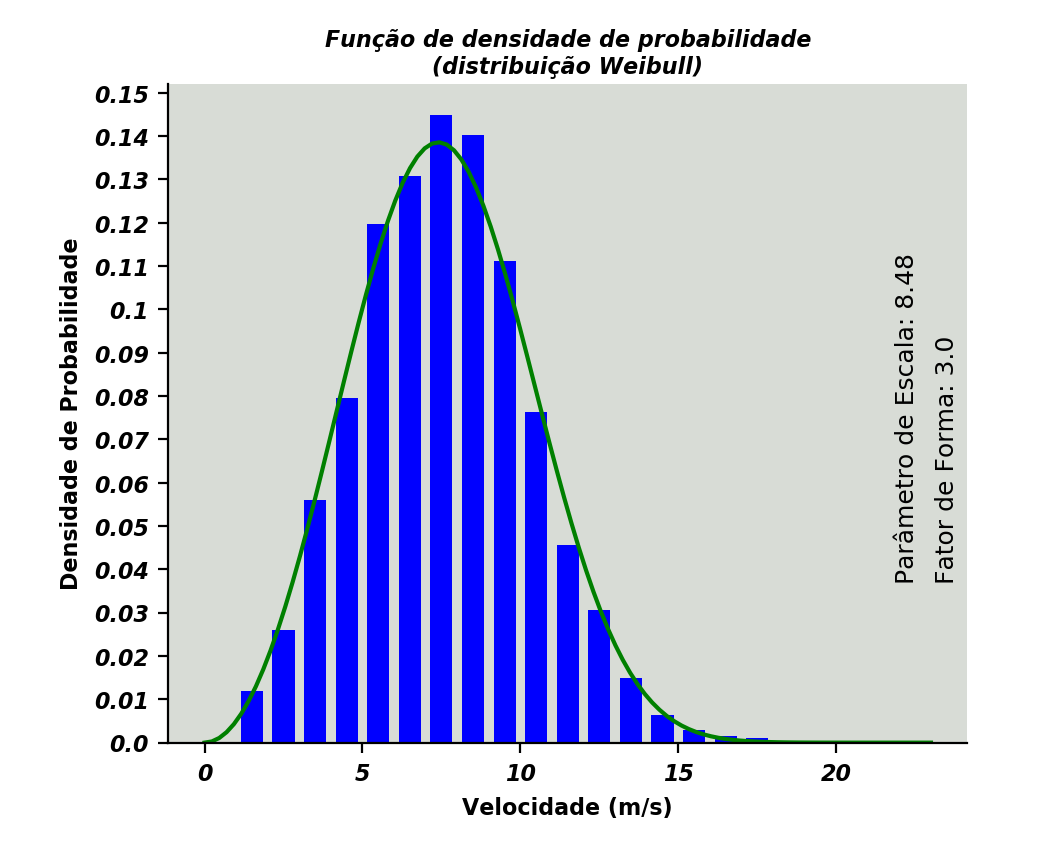 Função de densidade de probabilidade
(distribuição Weibull)
0.15
0.14
0.13
0.12
0.11
0.1
0.09
0.08
0.07
0.06
0.05
0.04
0.03
0.02
0.01
0.0
Densidade de Probabilidade
Parâmetro de Escala: 8.48
Fator de Forma: 3.0
0 5 10 15 20
Velocidade (m/s)